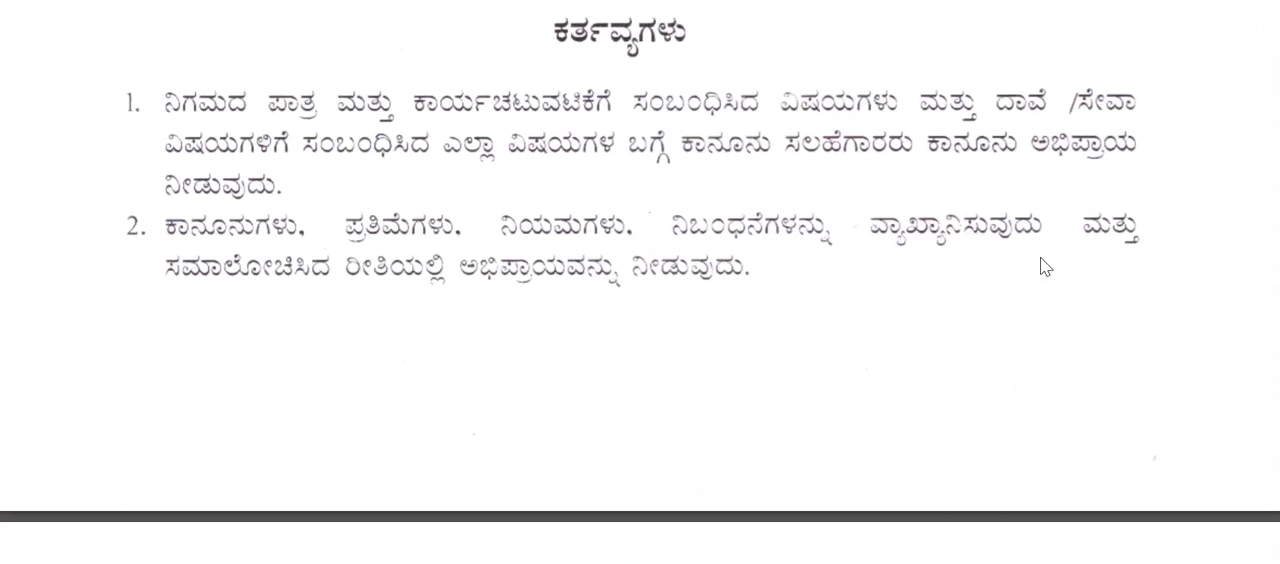 ಕರ್ತವ್ಯಗಳು
1. ನಿಗಮದ ಪಾತ್ರ ಮತ್ತು ಕಾರ್ಯಚಟುವಟಿಕೆಗೆ ಸಂಬಂಧಿಸಿದ ವಿಷಯಗಳು ಮತ್ತು ದಾವೆ /ಸೇವಾ
ವಿಷಯಗಳಿಗೆ ಸಂಬಂಧಿಸಿದ ಎಲ್ಲಾ ವಿಷಯಗಳ ಬಗ್ಗೆ ಕಾನೂನು ಸಲಹೆಗಾರರು ಕಾನೂನು ಅಭಿಪ್ರಾಯ
ನೀಡುವುದು.
2. ಕಾನೂನುಗಳು, ಪ್ರತಿಮೆಗಳು, ನಿಯಮಗಳು, ನಿಬಂಧನೆಗಳನ್ನು ವ್ಯಾಖ್ಯಾನಿಸುವುದು ಮತ್ತು
ಸಮಾಲೋಚಿಸಿದ ರೀತಿಯಲ್ಲಿ ಅಭಿಪ್ರಾಯವನ್ನು ನೀಡುವುದು.